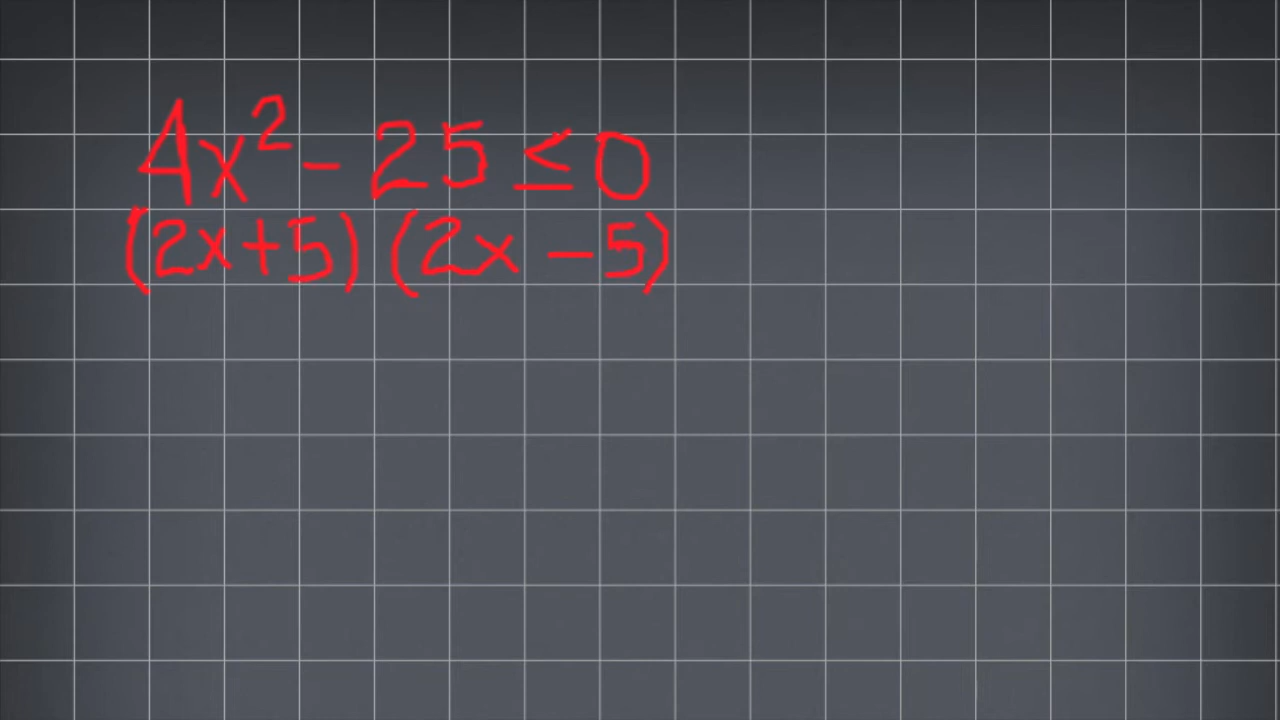 4x² - 25 ≤ 0
(2x+5) (2x - 5)